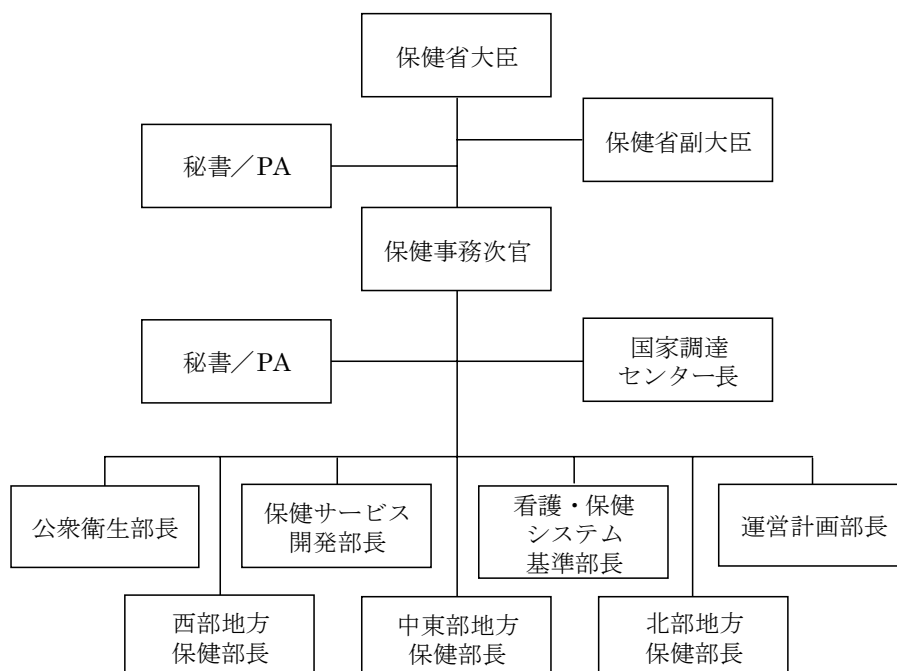 保健省大臣
保健省副大臣
秘書／PA
保健事務次官
秘書／PA
国家調達
センター長
公衆衛生部長
保健サービス
開発部長
看護・保健
システム
基準部長
運営計画部長
西部地方
保健部長
中東部地方
保健部長
北部地方
保健部長